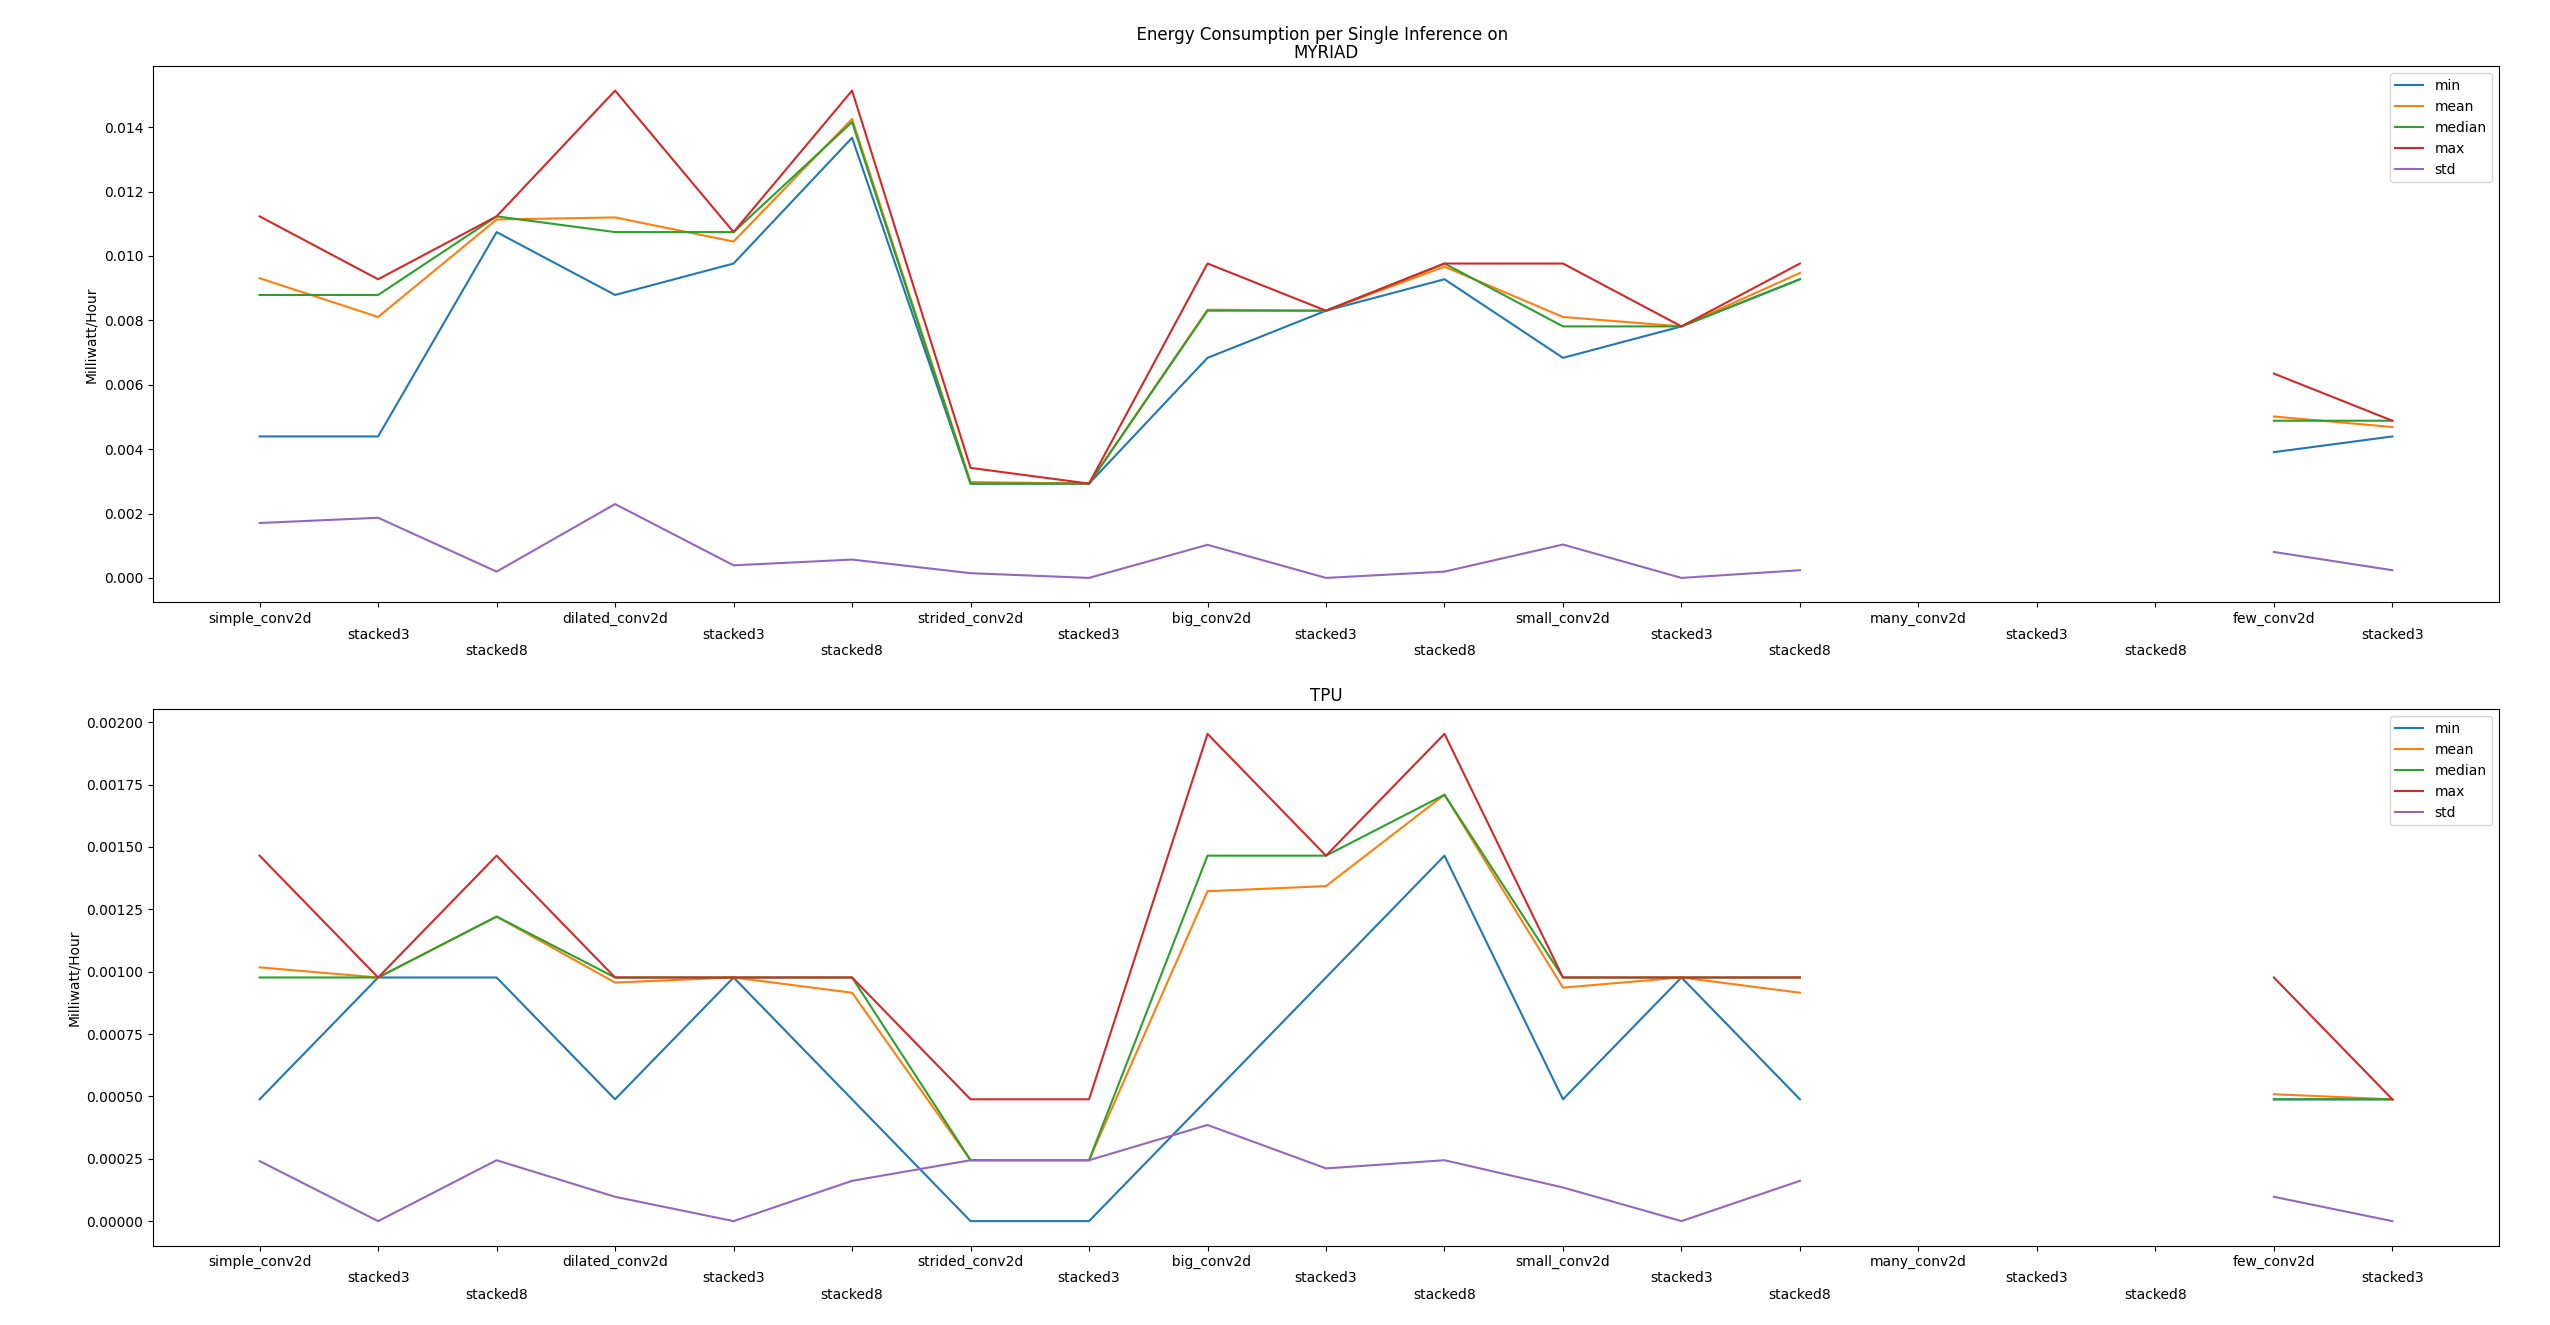 Energy Consumption per Single Inference on
MYRIAD
min
mean
median
max
std
Milliwatt/Hour
0.014
0.012
0.010
0.008
0.006
0.004
0.002
0.000
simple_conv2d
stacked3
stacked8
dilated_conv2d
stacked3
stacked8
strided_conv2d
stacked3
big_conv2d
stacked3
stacked8
small_conv2d
stacked3
stacked8
many_conv2d
stacked3
stacked8
few_conv2d
stacked3
TPU
min
mean
median
max
std
Milliwatt/Hour
0.00200
0.00175
0.00150
0.00125
0.00100
0.00075
0.00050
0.00025
0.00000
simple_conv2d
stacked3
stacked8
dilated_conv2d
stacked3
stacked8
strided_conv2d
stacked3
big_conv2d
stacked3
stacked8
small_conv2d
stacked3
stacked8
many_conv2d
stacked3
stacked8
few_conv2d
stacked3